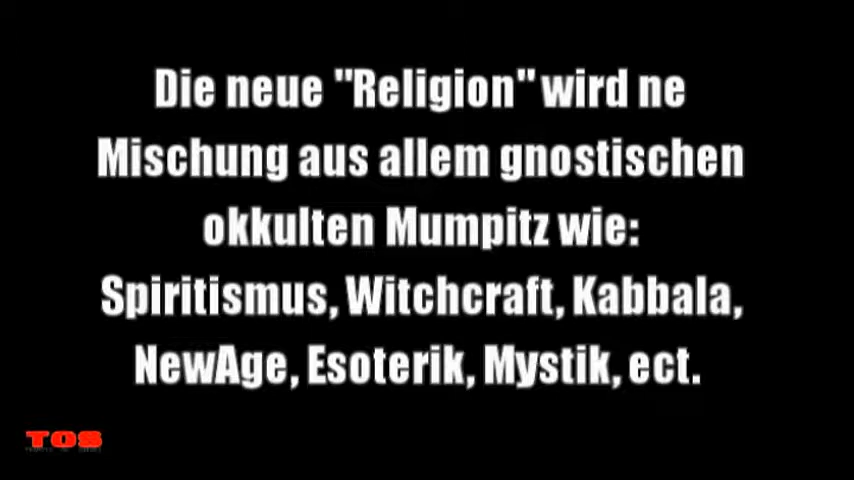 Die neue "Religion" wird ne
Mischung aus allem gnostischen
okkulten Mumpitz wie:
Spiritismus, Witchcraft, Kabbala,
NewAge, Esoterik, Mystik, ect.
TOS